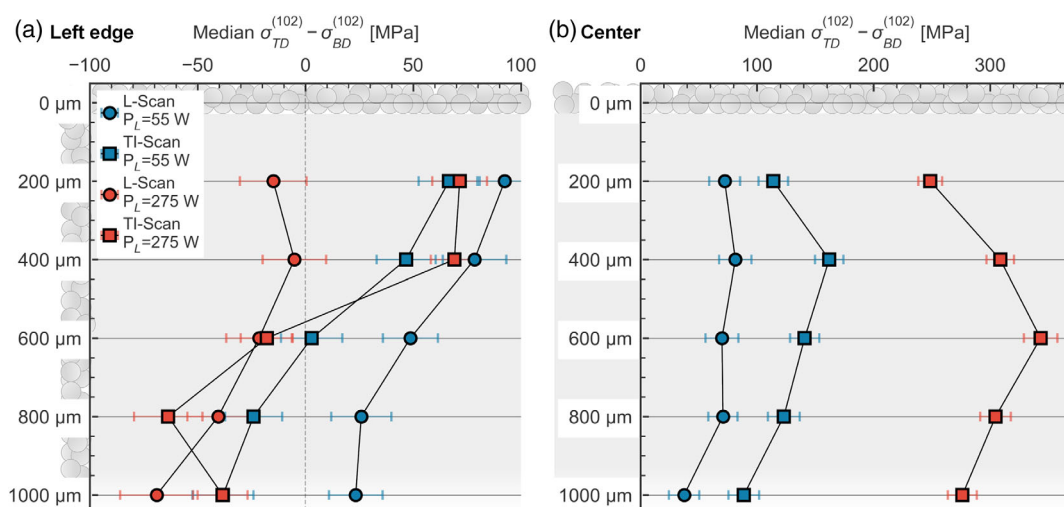 (a) Left edge
Median σ_TD^(102) − σ_BD^(102) [MPa]
−100 −50 0 50 100
0 µm
200 µm
400 µm
600 µm
800 µm
1000 µm
L-Scan
P_L=55 W
TI-Scan
P_L=55 W
L-Scan
P_L=275 W
TI-Scan
P_L=275 W
(b) Center
Median σ_TD^(102) − σ_BD^(102) [MPa]
0 100 200 300
0 µm
200 µm
400 µm
600 µm
800 µm
1000 µm